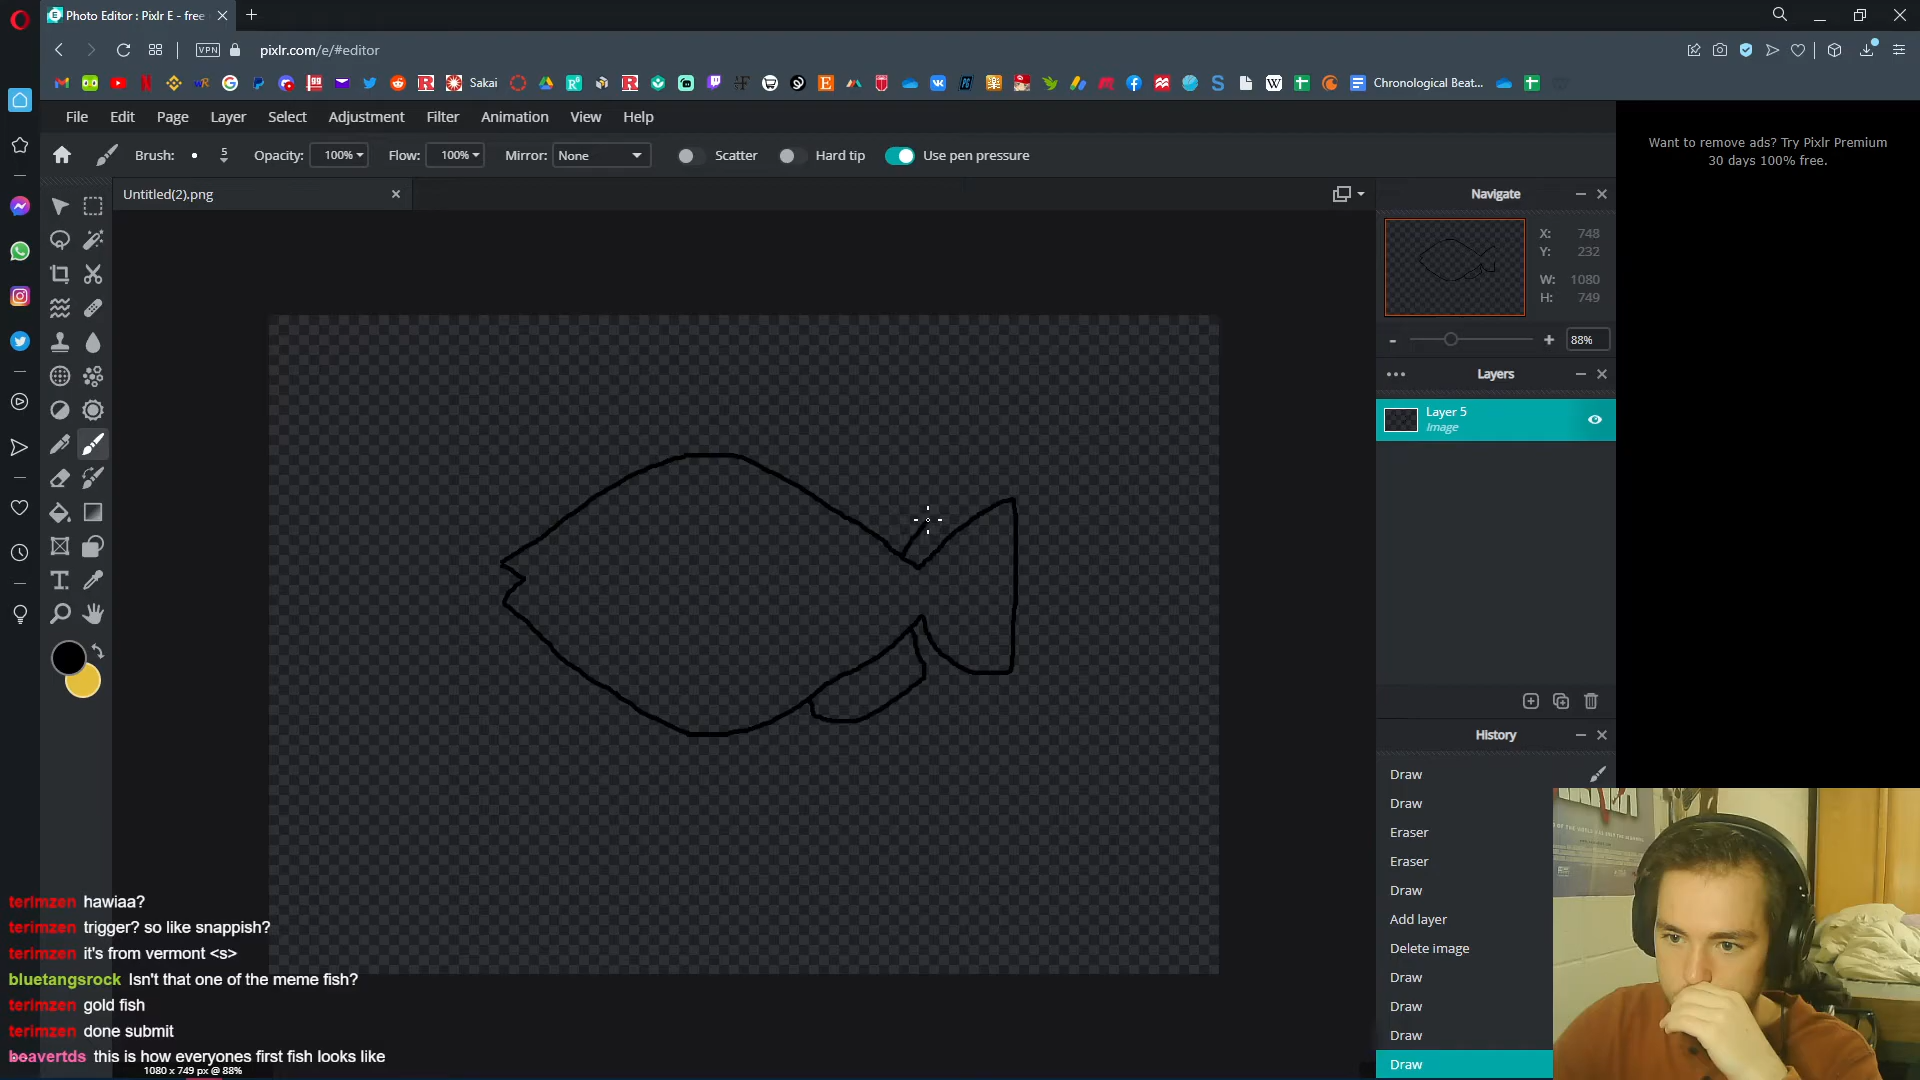 Photo Editor : Pixlr E - free
VPN
pixlr.com/e/#editor
Sakai
Chronological Beat...
File Edit Page Layer Select Adjustment Filter Animation View Help
Brush: 5 Opacity: 100% Flow: 100% Mirror: None Scatter Hard tip Use pen pressure
Want to remove ads? Try Pixlr Premium
30 days 100% free.
Untitled(2).png
Navigate
X: 748
Y: 232
W: 1080
H: 749
88%
Layers
Layer 5
Image
History
Draw
Draw
Eraser
Eraser
Draw
Add layer
Delete image
Draw
Draw
Draw
Draw
terimzen hawiaa?
terimzen trigger? so like snappish?
terimzen it's from vermont <s>
bluetangsrock Isn't that one of the meme fish?
terimzen gold fish
terimzen done submit
beavertds this is how everyones first fish looks like
1080 x 749 px @ 88%